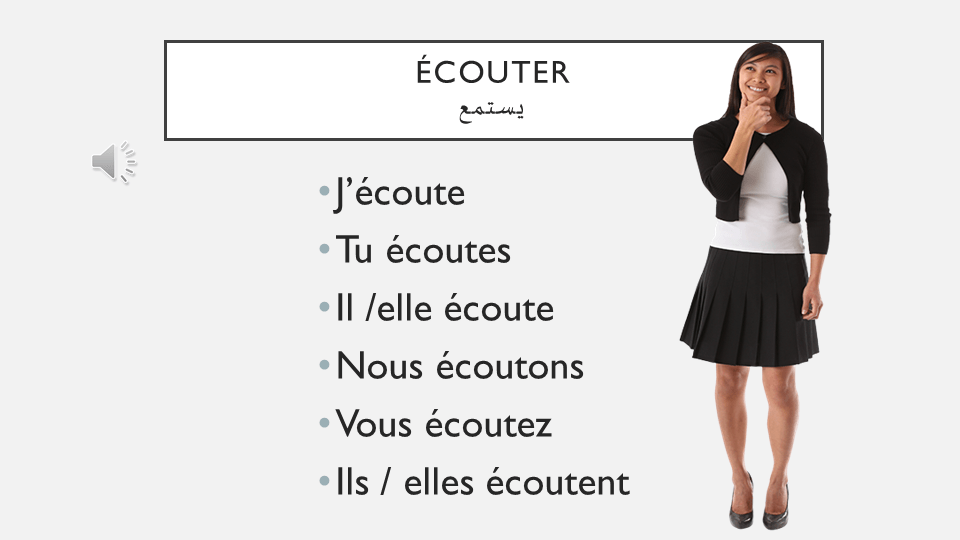 ÉCOUTER
يستمع
• J’écoute
• Tu écoutes
• Il /elle écoute
• Nous écoutons
• Vous écoutez
• Ils / elles écoutent